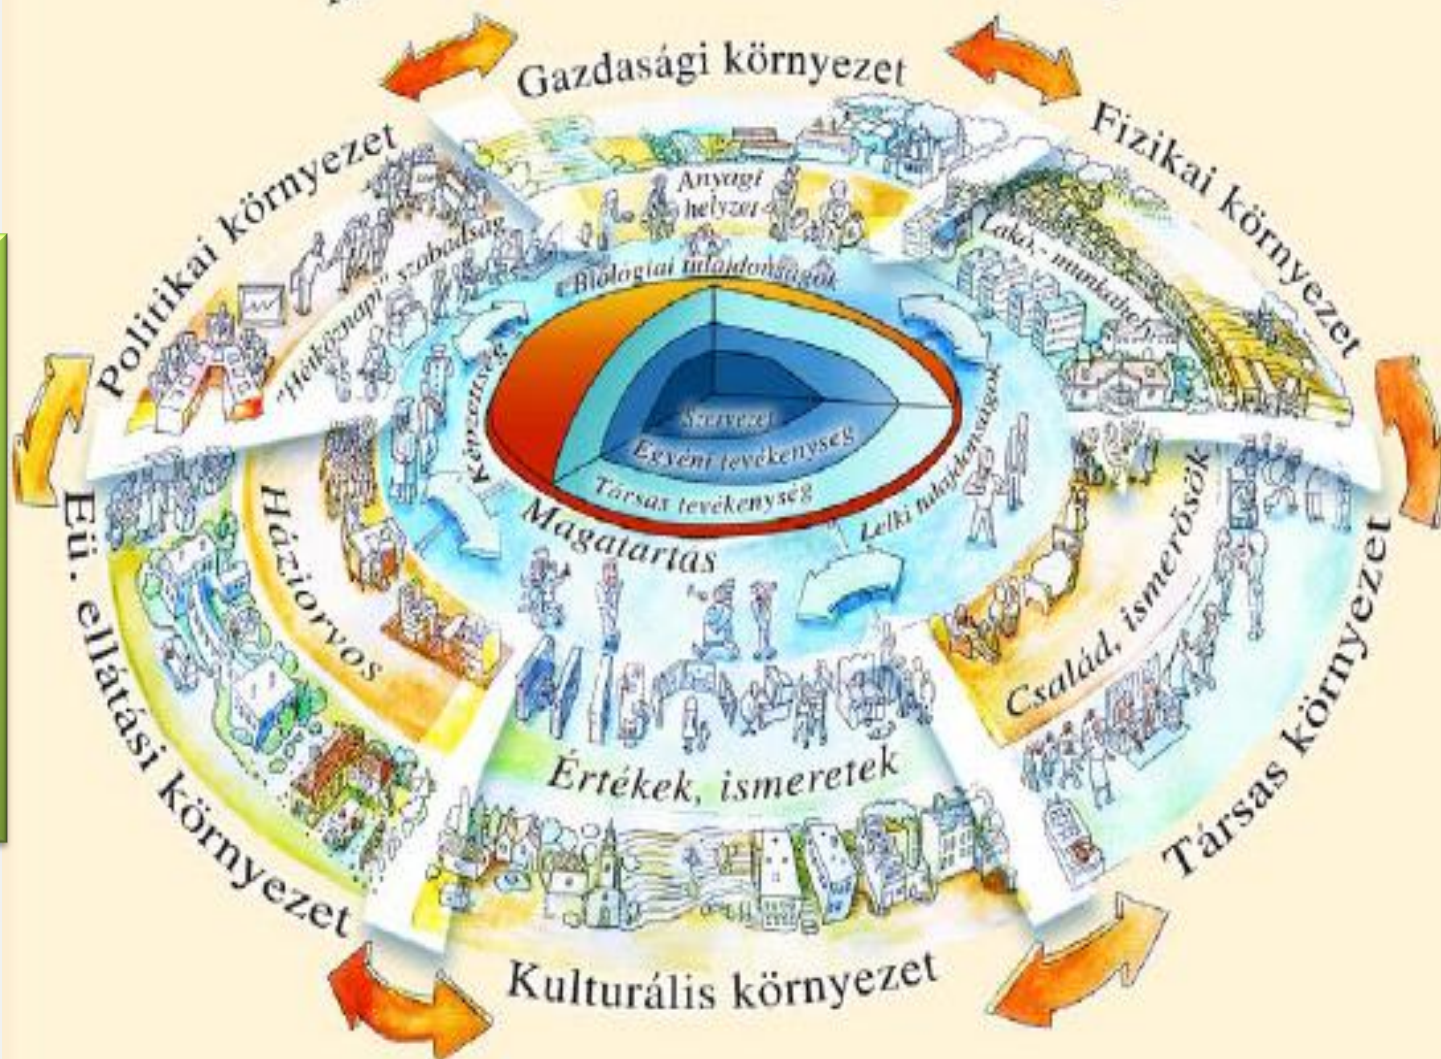 Gazdasági környezet
Fizikai környezet
Politikai környezet
Anyagi
helyzet
Lakó,- munkahely
"Hétköznapi" szabadság
Biológiai tulajdonságok
Képzettség
Szervezet
Egyéni tevékenység
Társas tevékenység
Magatartás
Lelki tulajdonságok
Háziorvos
Család, ismerősök
Eü. ellátási környezet
Társas környezet
Értékek, ismeretek
Kulturális környezet